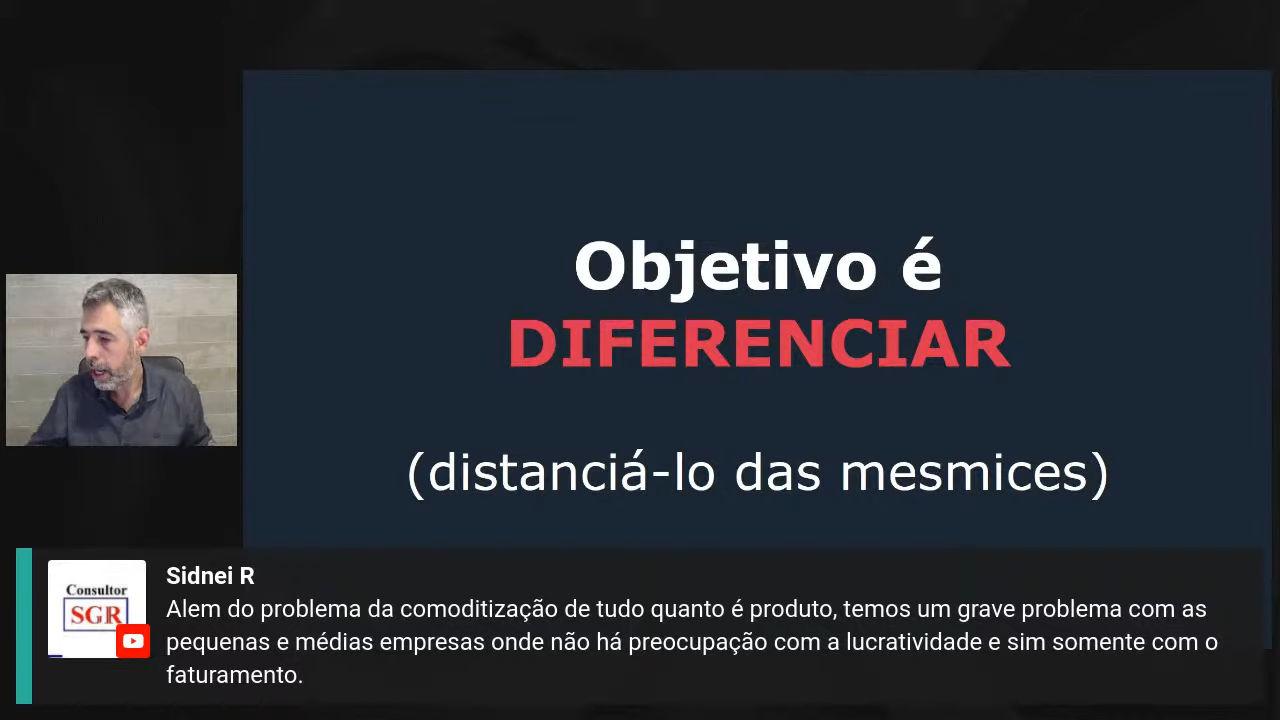 Objetivo é
DIFERENCIAR
(distanciá-lo das mesmices)
Consultor
SGR
Sidnei R
Alem do problema da comoditização de tudo quanto é produto, temos um grave problema com as
pequenas e médias empresas onde não há preocupação com a lucratividade e sim somente com o
faturamento.